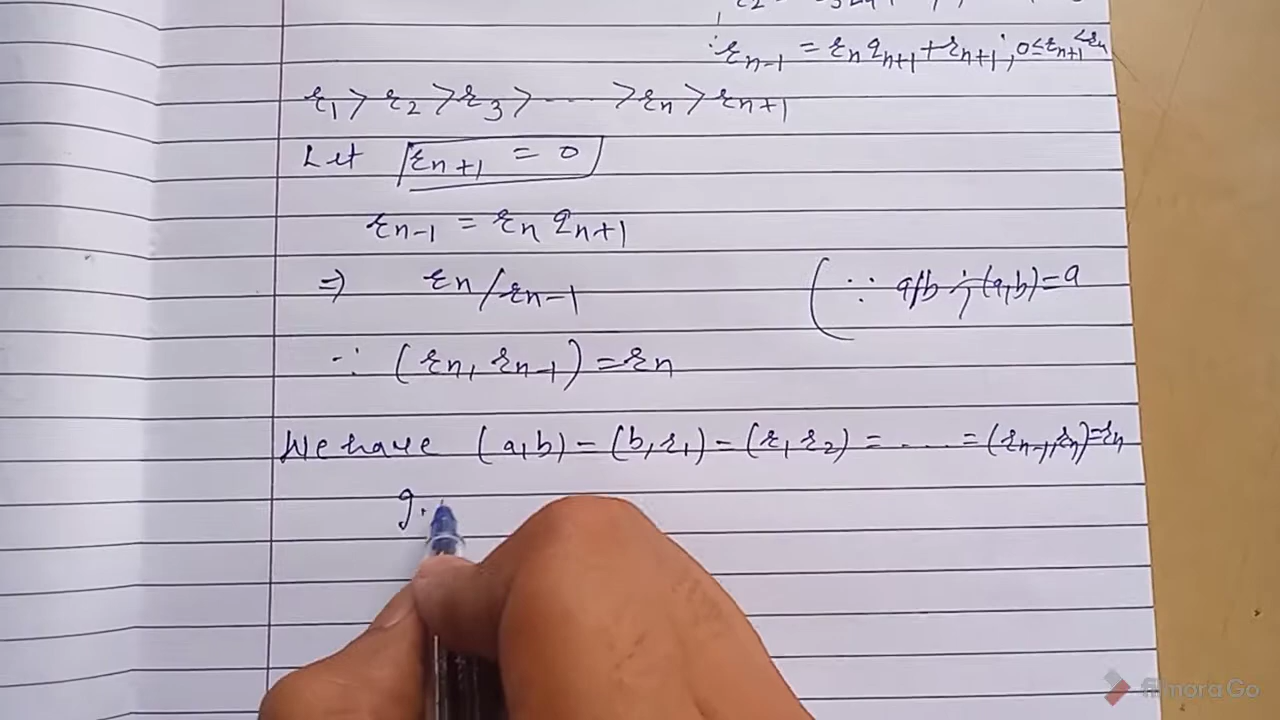 ∴ r_{n-1} = r_n q_{n+1} + r_{n+1} ; 0 ≤ r_{n+1} < r_n
r_1 > r_2 > r_3 > ..... > r_n > r_{n+1}
Let r_{n+1} = 0
r_{n-1} = r_n q_{n+1}
⇒ r_n / r_{n-1} (∵ a/b ; (a,b) = a
∴ (r_n, r_{n-1}) = r_n
We have (a,b) = (b,r_1) = (r_1 r_2) = ..... = (r_{n-1}, r_n) = r_n
g.
filmora Go